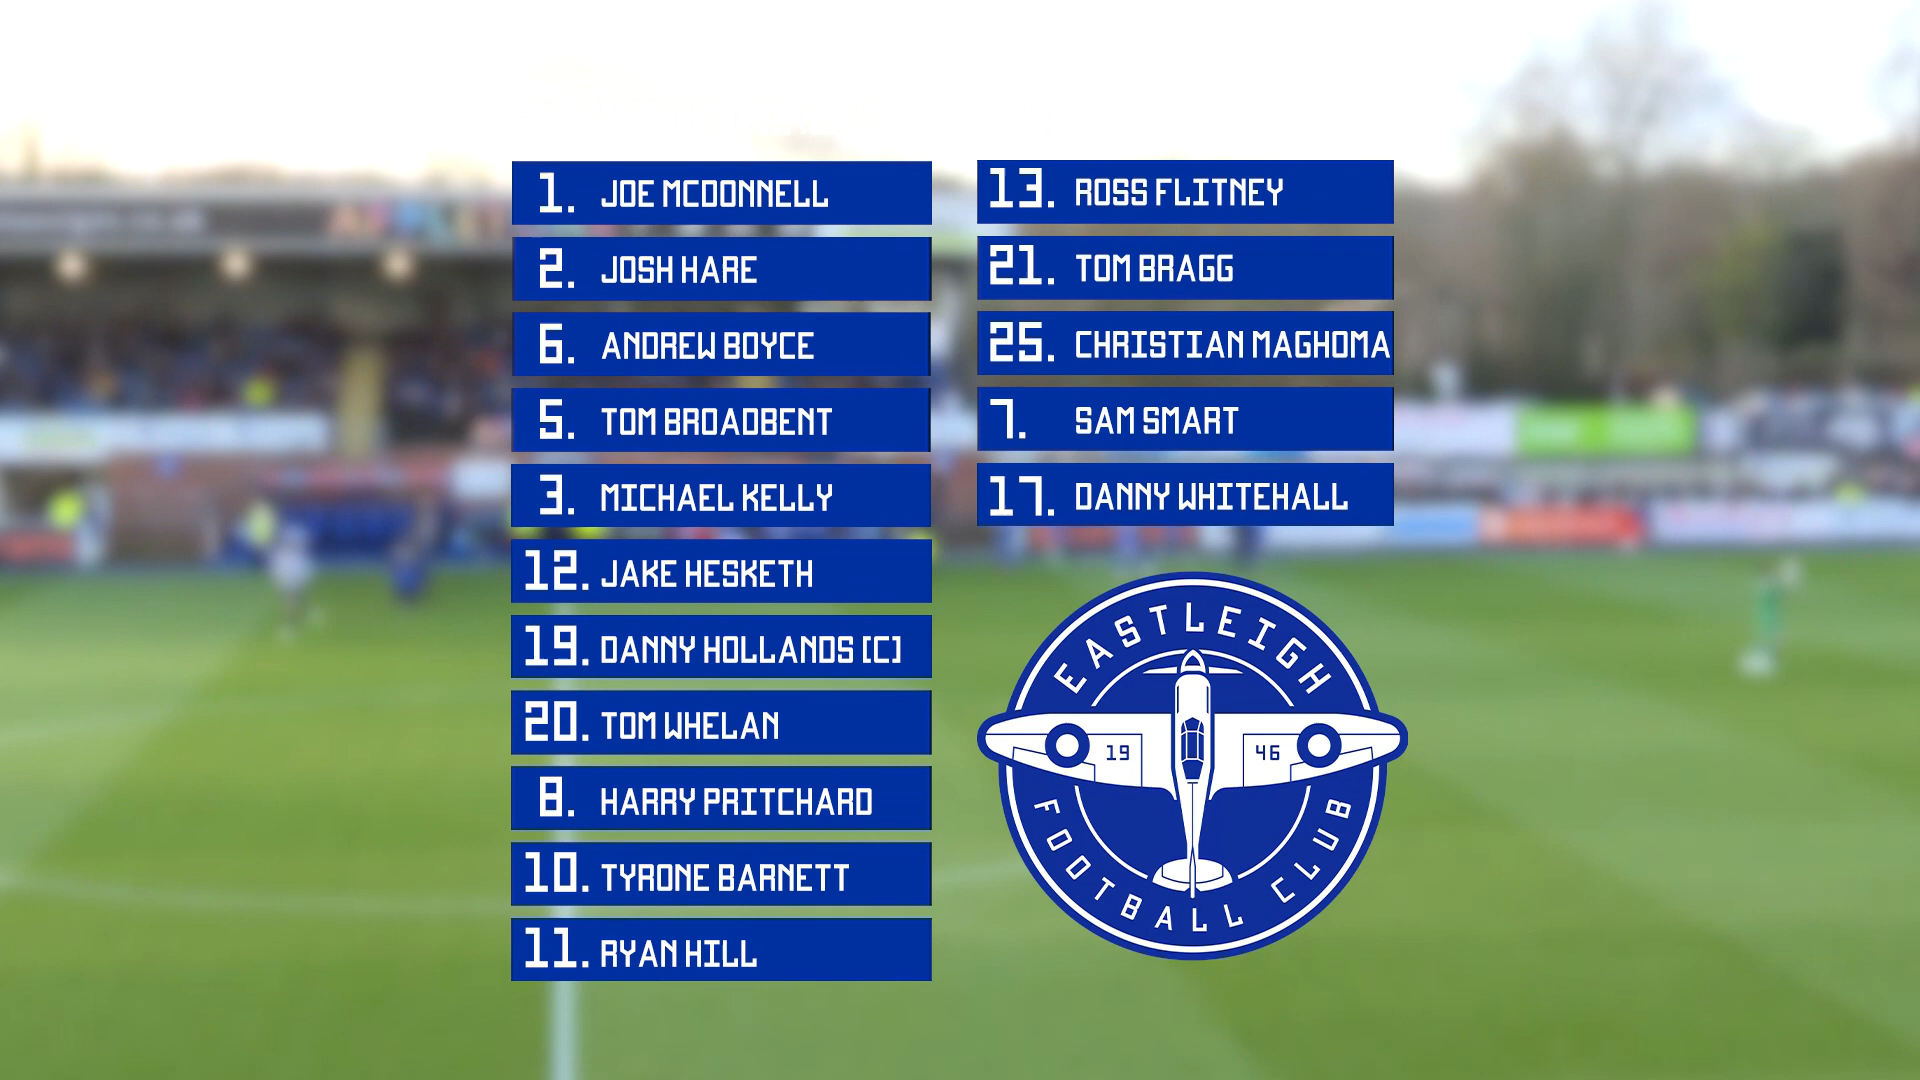 1. JOE MCDONNELL
2. JOSH HARE
6. ANDREW BOYCE
5. TOM BROADBENT
3. MICHAEL KELLY
12. JAKE HESKETH
19. DANNY HOLLANDS [C]
20. TOM WHELAN
8. HARRY PRITCHARD
10. TYRONE BARNETT
11. RYAN HILL
13. ROSS FLITNEY
21. TOM BRAGG
25. CHRISTIAN MAGHOMA
7. SAM SMART
17. DANNY WHITEHALL
EASTLEIGH
19 46
FOOTBALL CLUB